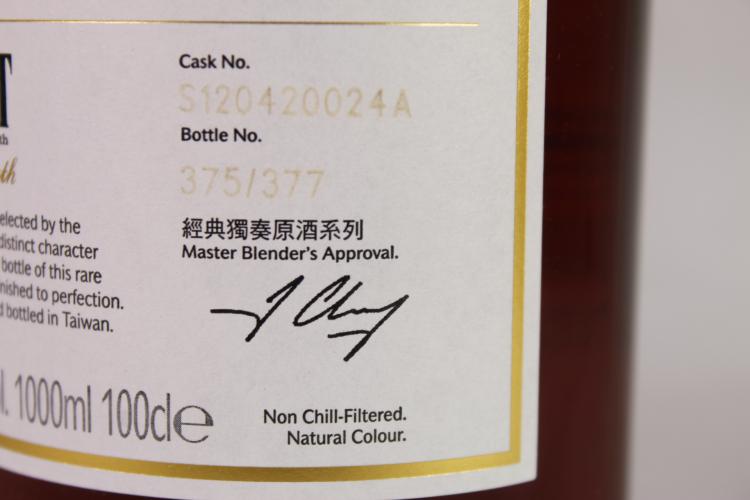 Cask No.
S120420024A
Bottle No.
375/377
經典獨奏原酒系列
Master Blender's Approval.
selected by the
distinct character
bottle of this rare
to perfection.
bottled in Taiwan.
1000ml 100cl℮
Non Chill-Filtered.
Natural Colour.